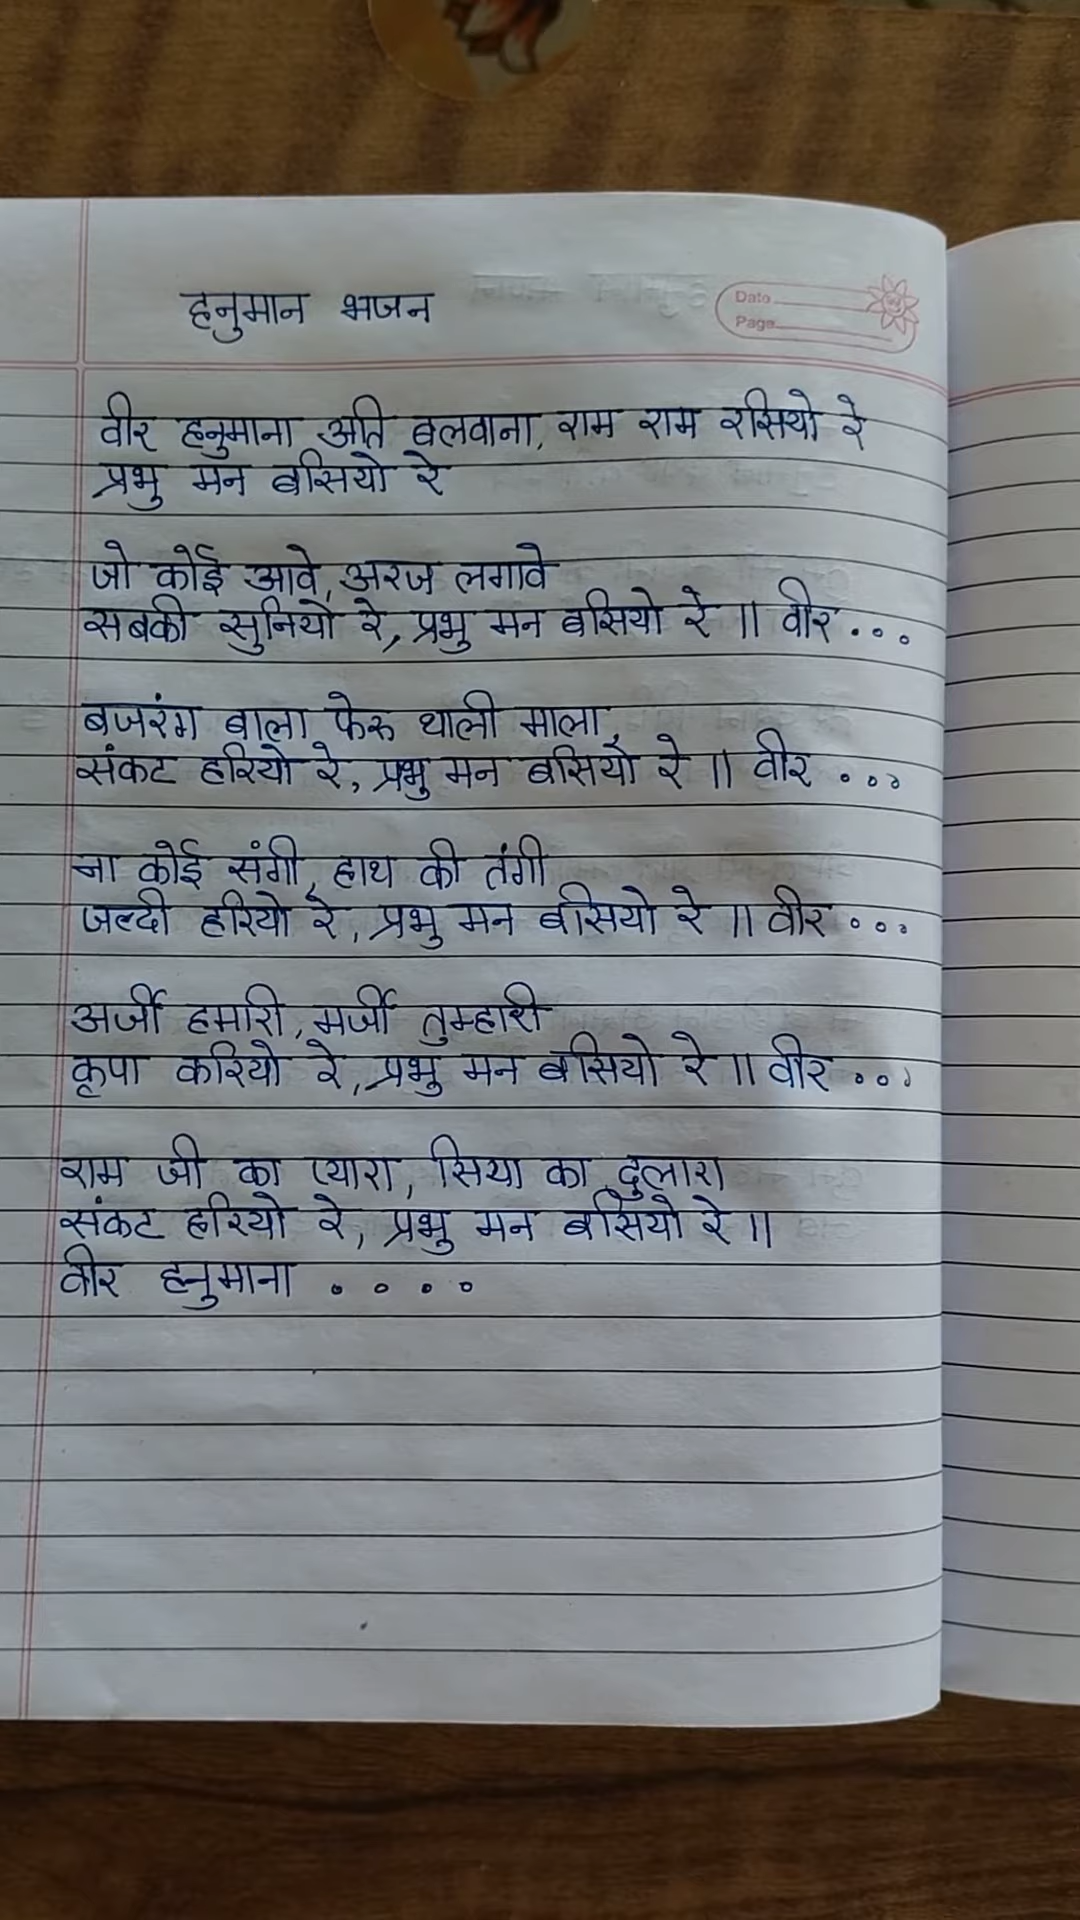 हनुमान भजन
Date
Page
वीर हनुमाना अति बलवाना, राम राम रसियो रे
प्रभु मन बसियो रे
जो कोई आवे, अरज लगावे
सबकी सुनियो रे, प्रभु मन बसियो रे ॥ वीर ...
बजरंग बाला फेरु थाली माला,
संकट हरियो रे, प्रभु मन बसियो रे ॥ वीर ...
ना कोई संगी, हाथ की तंगी
जल्दी हरियो रे, प्रभु मन बसियो रे ॥ वीर ...
अर्जी हमारी, मर्जी तुम्हारी
कृपा करियो रे, प्रभु मन बसियो रे ॥ वीर ...
राम जी का प्यारा, सिया का दुलारा
संकट हरियो रे, प्रभु मन बसियो रे ॥
वीर हनुमाना ....